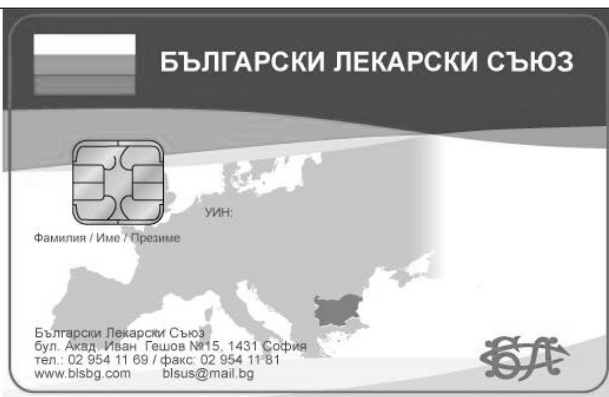 БЪЛГАРСКИ ЛЕКАРСКИ СЪЮЗ
УИН:
Фамилия / Име / Презиме
Български Лекарски Съюз
бул. Акад. Иван Гешов №15, 1431 София
тел.: 02 954 11 69 / факс: 02 954 11 81
www.blsbg.com blsus@mail.bg